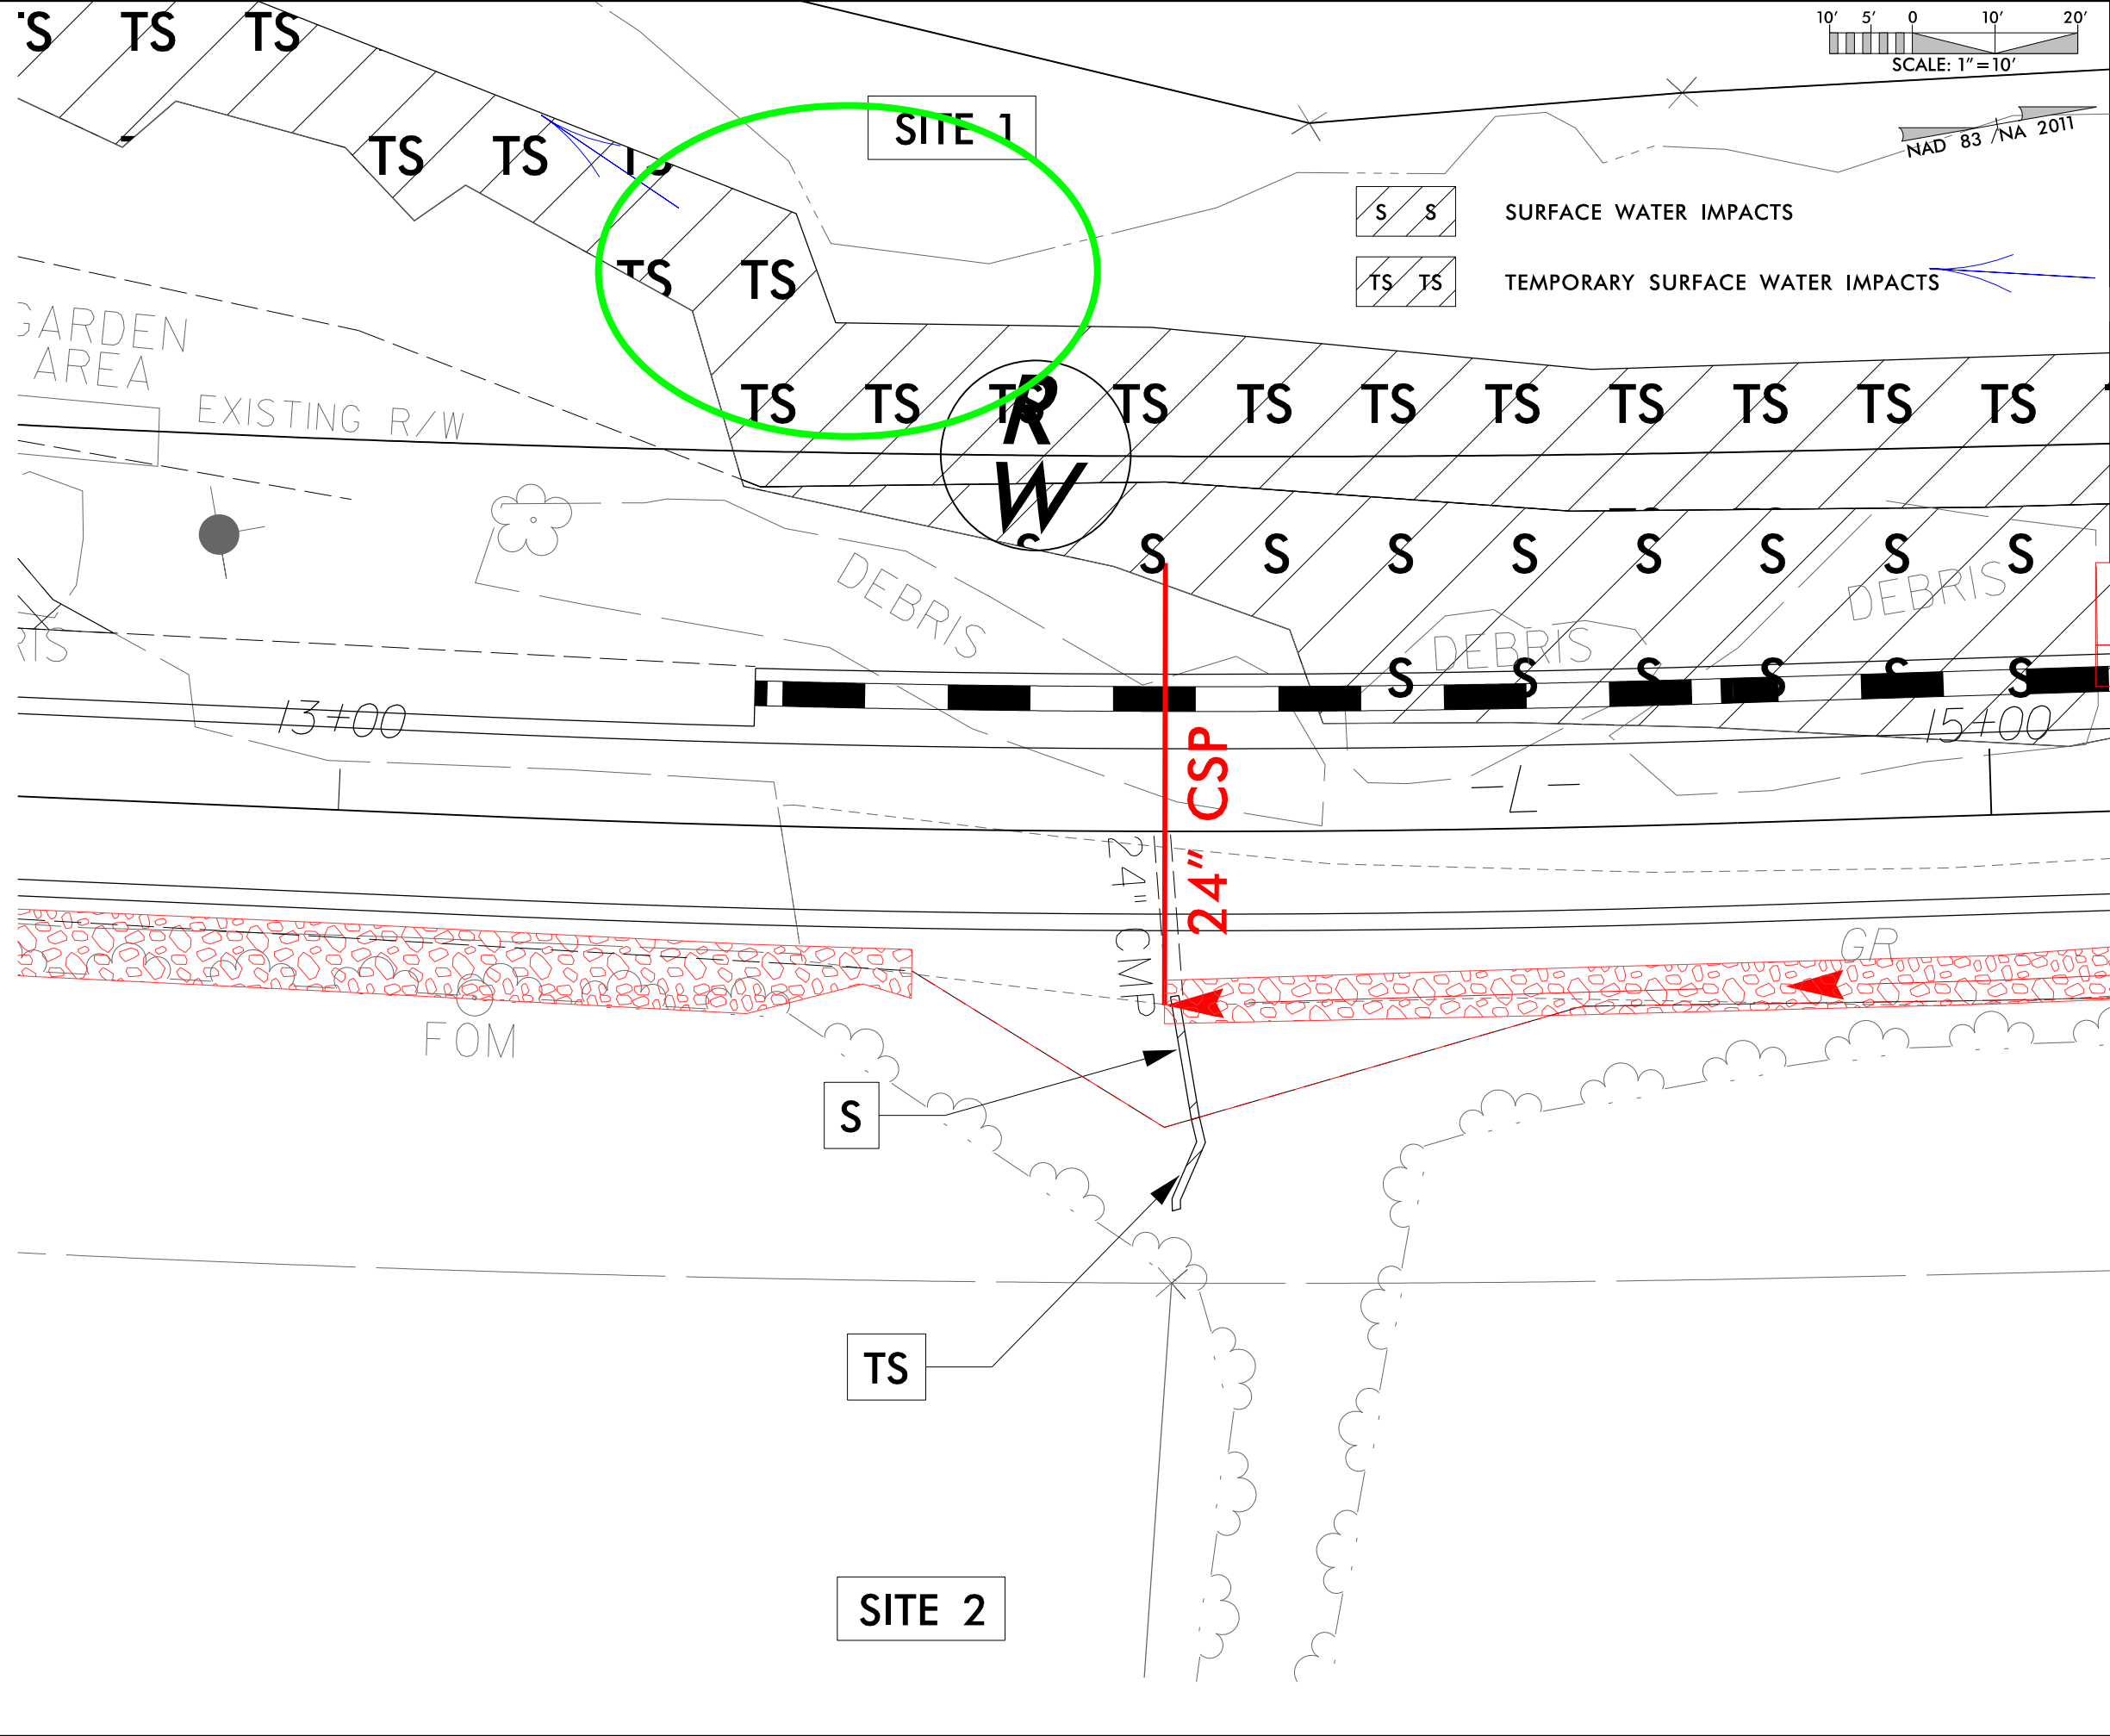 TS TS
10' 5' 0 10' 20'
SCALE: 1"=10'
SITE 1
NAD 83 /NA 2011
TS TS TS
S S SURFACE WATER IMPACTS
TS TS TEMPORARY SURFACE WATER IMPACTS
TS TS
GARDEN
AREA
EXISTING R/W
TS TS TS TS TS TS TS TS TS TS TS
R
W
S S S S S S S S S
DEBRIS
DEBRIS
DEBRIS
S S S S S S
13+00
15+00
-L-
24" CSP
24" CMP
GR
FOM
S
TS
SITE 2